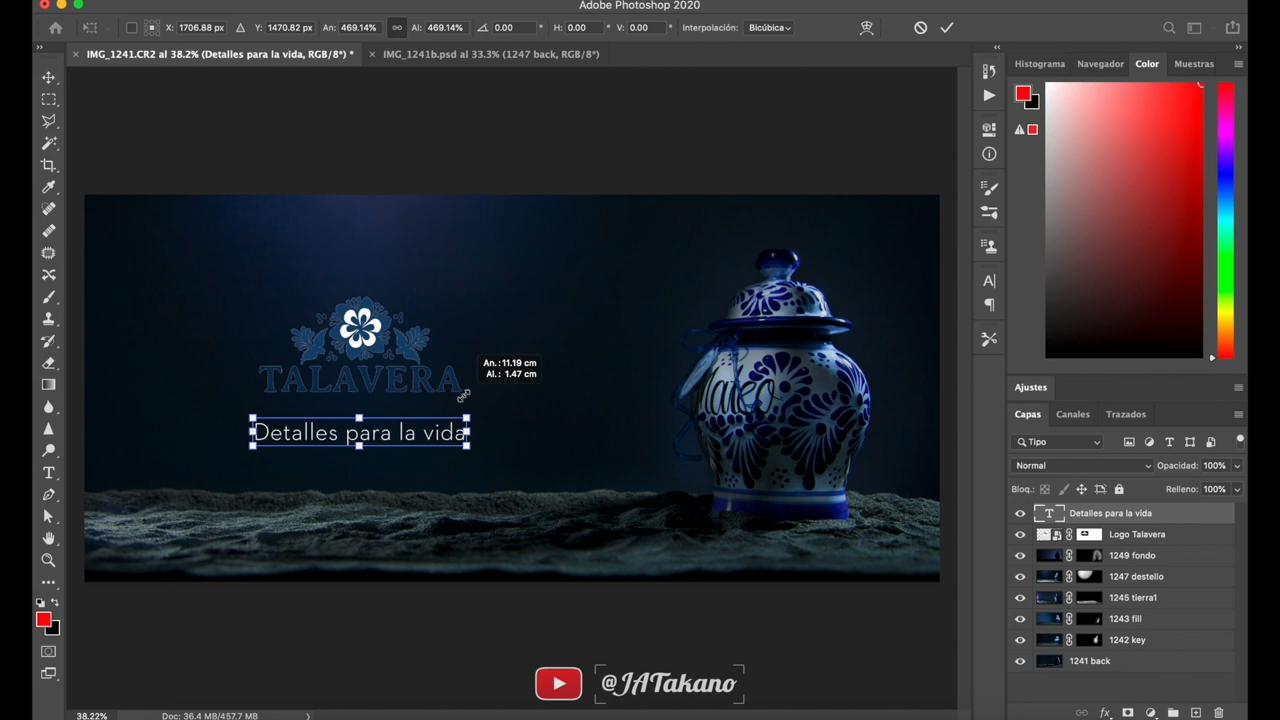 Adobe Photoshop 2020
X: 1706.88 px Y: 1470.82 px An: 469.14% Al: 469.14% 0.00 ° H: 0.00 ° V: 0.00 ° Interpolación: Bicúbica
× IMG_1241.CR2 al 38.2% (Detalles para la vida, RGB/8*) * × IMG_1241b.psd al 33.3% (1247 back, RGB/8*)
Histograma Navegador Color Muestras
TALAVERA
An.: 11.19 cm
Al.: 1.47 cm
Detalles para la vida
Mateo
Ajustes
Capas Canales Trazados
Tipo
Normal Opacidad: 100%
Bloq.: Relleno: 100%
Detalles para la vida
Logo Talavera
1249 fondo
1247 destello
1245 tierra1
1243 fill
1242 key
1241 back
@JATakano
38.22% Doc: 36.4 MB/457.7 MB